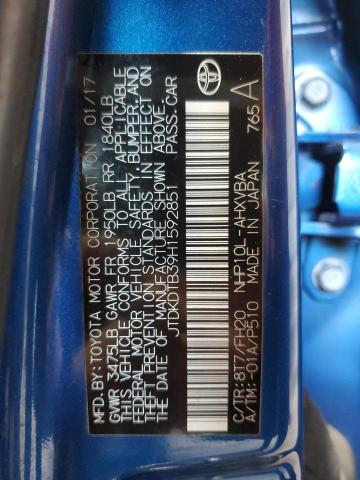 MFD.BY:TOYOTA MOTOR CORPORATION 01/17
GVWR 3475LB GAWR FR 1950LB RR 1840LB
THIS VEHICLE CONFORMS TO ALL APPLICABLE
FEDERAL MOTOR VEHICLE SAFETY,BUMPER,AND
THEFT PREVENTION STANDARDS IN EFFECT ON
THE DATE OF MANUFACTURE SHOWN ABOVE.
JTDKDTB39H1592851 PASS.CAR
C/TR:8T7/FH20 NHP10L-AHXVBA
A/TM:-01A/P510 MADE IN JAPAN 765 A